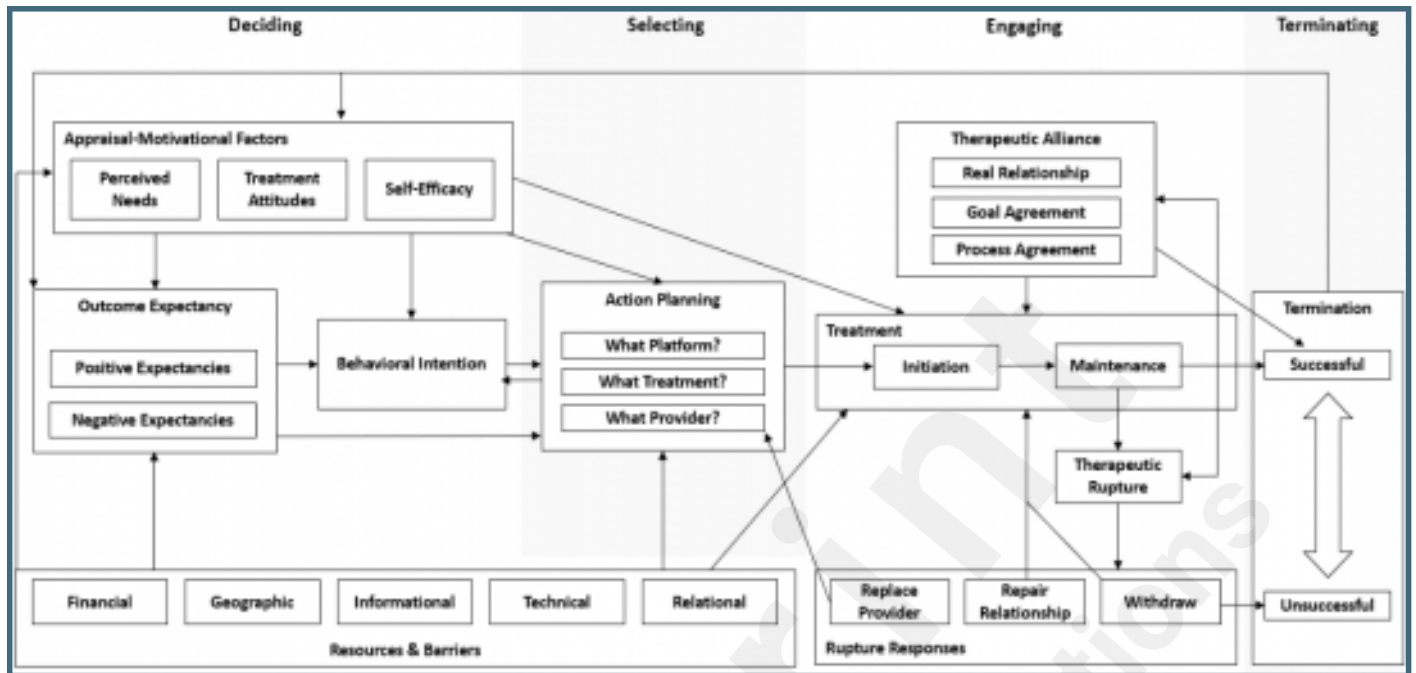 Deciding
Selecting
Engaging
Terminating
Appraisal-Motivational Factors
Perceived
Needs
Treatment
Attitudes
Self-Efficacy
Therapeutic Alliance
Real Relationship
Goal Agreement
Process Agreement
Outcome Expectancy
Positive Expectancies
Negative Expectancies
Behavioral Intention
Action Planning
What Platform?
What Treatment?
What Provider?
Treatment
Initiation
Maintenance
Therapeutic
Rupture
Termination
Successful
Unsuccessful
Financial
Geographic
Informational
Technical
Relational
Resources & Barriers
Replace
Provider
Repair
Relationship
Withdraw
Rupture Responses